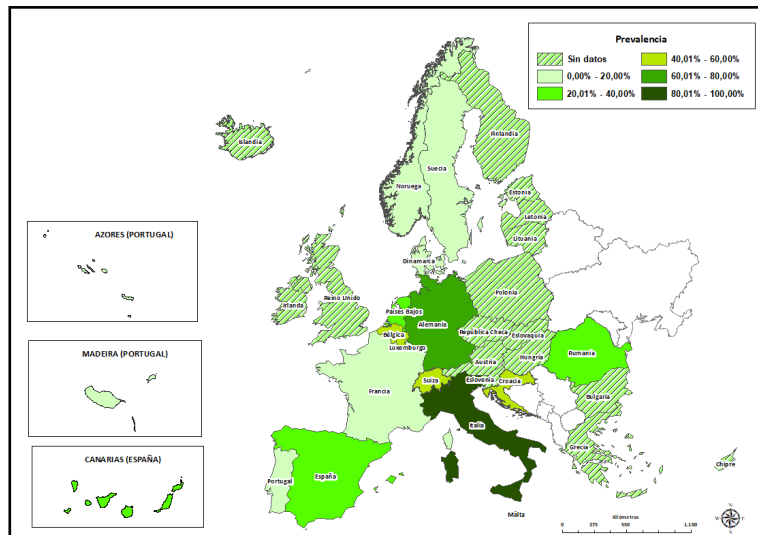 Prevalencia
Sin datos
40,01% - 60,00%
0,00% - 20,00%
60,01% - 80,00%
20,01% - 40,00%
80,01% - 100,00%
Islandia
Finlandia
Suecia
Noruega
Estonia
Letonia
Lituania
AZORES (PORTUGAL)
Dinamarca
Irlanda
Reino Unido
Polonia
Países Bajos
Alemania
Bélgica
República Checa
Eslovaquia
Luxemburgo
MADEIRA (PORTUGAL)
Austria
Hungría
Rumania
Suiza
Eslovenia
Croacia
Francia
Bulgaria
Italia
Grecia
CANARIAS (ESPAÑA)
Chipre
España
Portugal
Malta
Kilómetros
0 275 550 1.100
N
W E
S